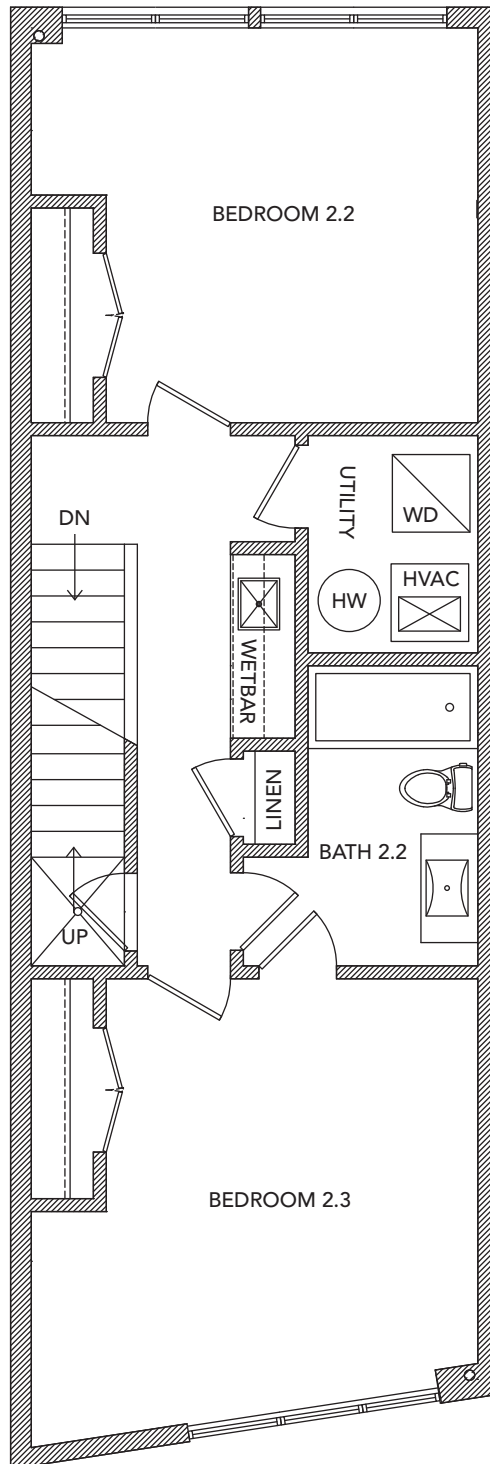 BEDROOM 2.2
DN
UTILITY
WD
HVAC
HW
WETBAR
LINEN
BATH 2.2
UP
BEDROOM 2.3